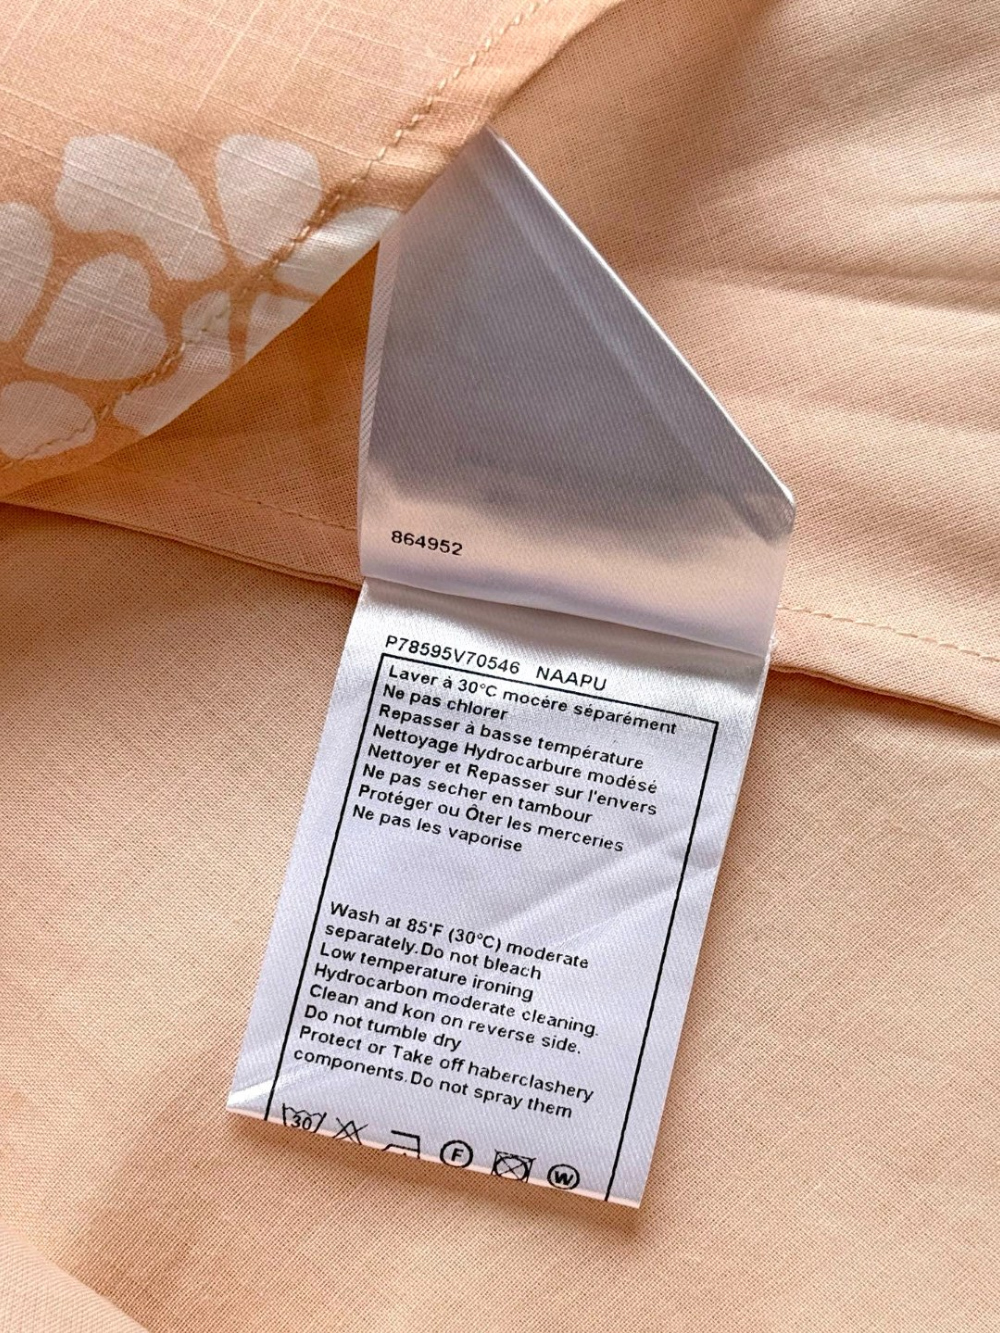 864952
P78595V70546 NAAPU
Laver à 30°C mocére séparément
Ne pas chlorer
Repasser à basse température
Nettoyage Hydrocarbure modésé
Nettoyer et Repasser sur l'envers
Ne pas secher en tambour
Protéger ou Ôter les merceries
Ne pas les vaporise
Wash at 85'F (30°C) moderate
separately.Do not bleach
Low temperature ironing
Hydrocarbon moderate cleaning.
Clean and kon on reverse side.
Do not tumble dry
Protect or Take off haberclashery
components.Do not spray them
30 F W